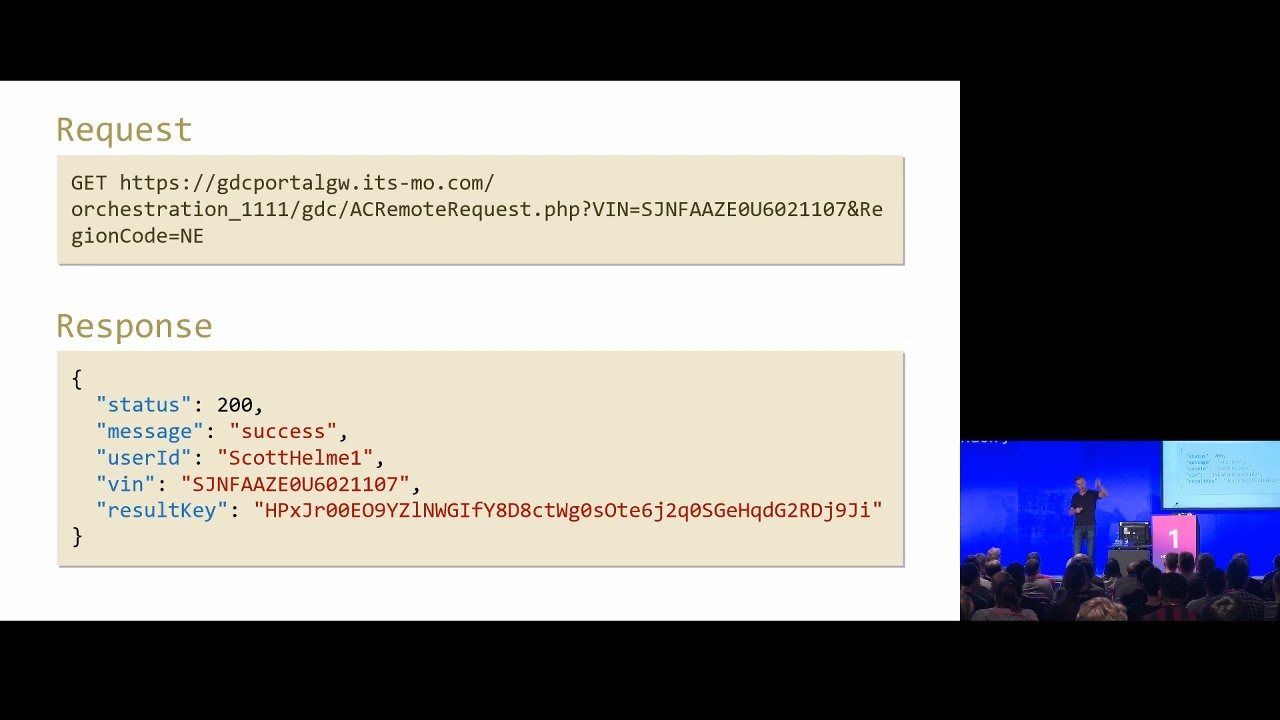 Request
GET https://gdcportalgw.its-mo.com/
orchestration_1111/gdc/ACRemoteRequest.php?VIN=SJNFAAZE0U6021107&Re
gionCode=NE
Response
{
"status": 200,
"message": "success",
"userId": "ScottHelme1",
"vin": "SJNFAAZE0U6021107",
"resultKey": "HPxJr00EO9YZlNWGIfY8D8ctWg0sOte6j2q0SGeHqdG2RDj9Ji"
}
1